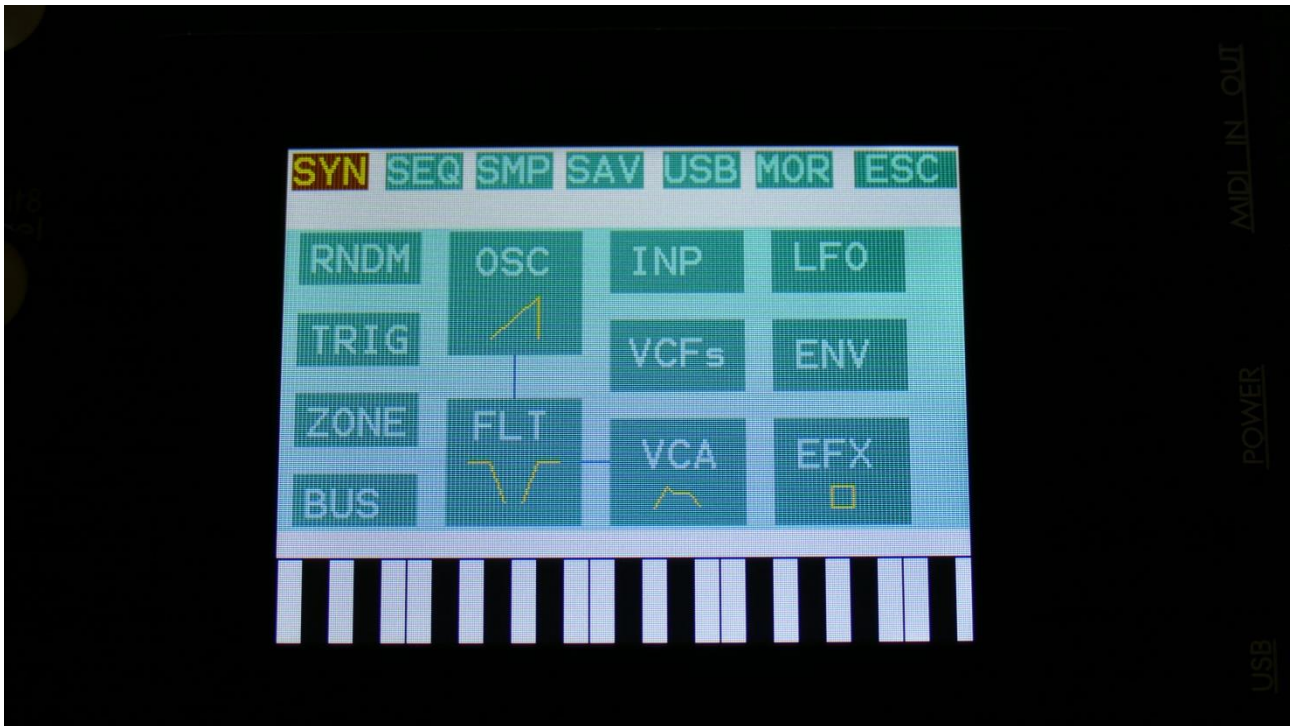 SYN SEQ SMP SAV USB MOR ESC
RNDM OSC INP LFO
TRIG VCFs ENV
ZONE FLT VCA EFX
BUS
MIDI IN OUT
POWER
USB